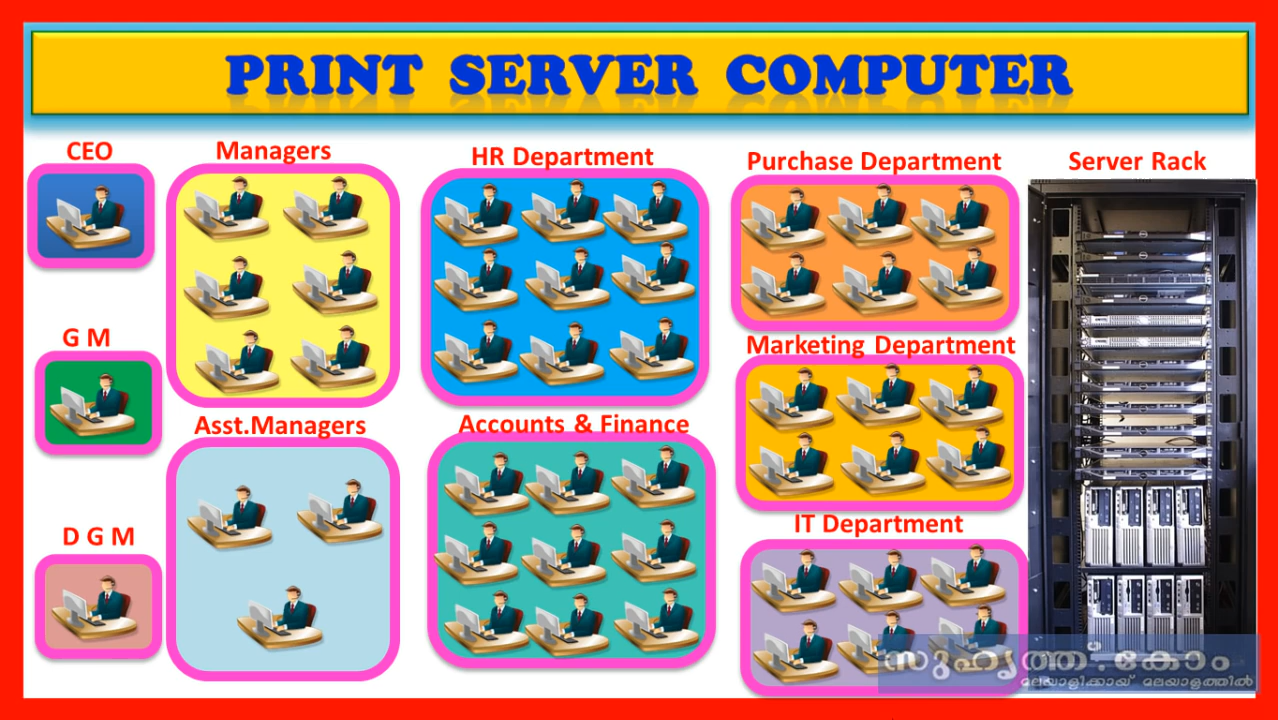 PRINT SERVER COMPUTER
CEO
Managers
HR Department
Purchase Department
Server Rack
G M
Marketing Department
Asst.Managers
Accounts & Finance
D G M
IT Department
സുഹൃത്ത്.കോം
മലയാളിക്കായ് മലയാളത്തിൽ